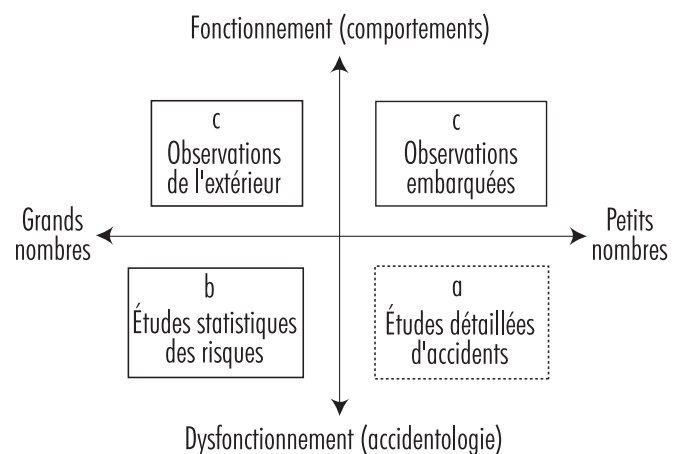 Fonctionnement (comportements)
c
Observations
de l'extérieur
c
Observations
embarquées
Grands
nombres
Petits
nombres
b
Études statistiques
des risques
a
Études détaillées
d'accidents
Dysfonctionnement (accidentologie)